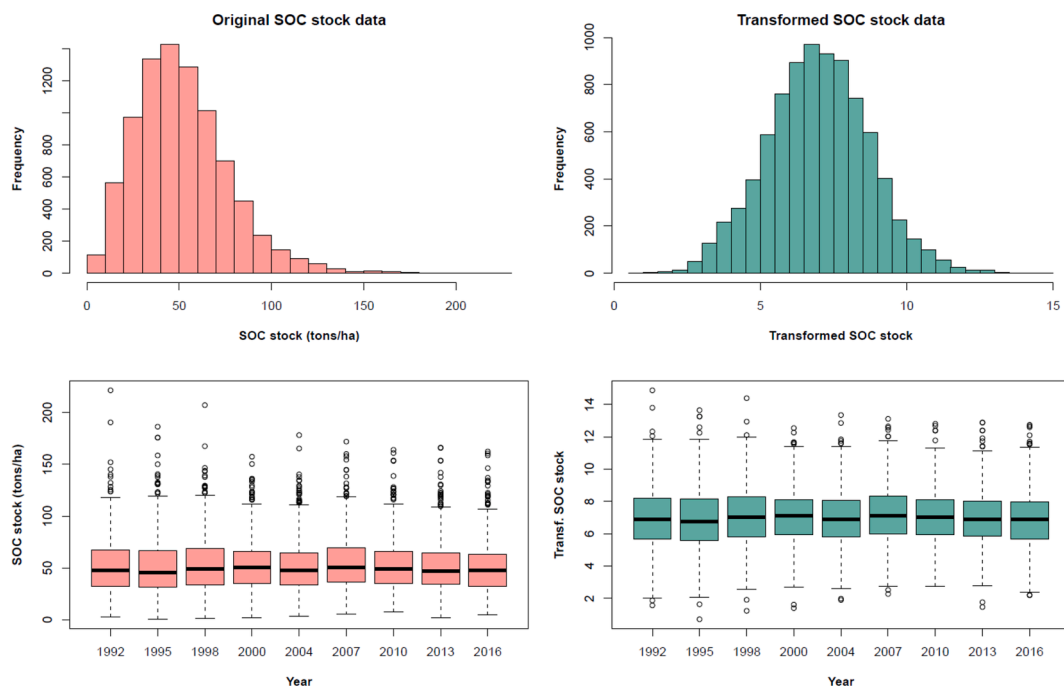 Original SOC stock data
Frequency
0 200 400 600 800 1200
0 50 100 150 200
SOC stock (tons/ha)
Transformed SOC stock data
Frequency
0 200 400 600 800 1000
0 5 10 15
Transformed SOC stock
SOC stock (tons/ha)
0 50 100 150 200
1992 1995 1998 2000 2004 2007 2010 2013 2016
Year
Transf. SOC stock
2 4 6 8 10 12 14
1992 1995 1998 2000 2004 2007 2010 2013 2016
Year